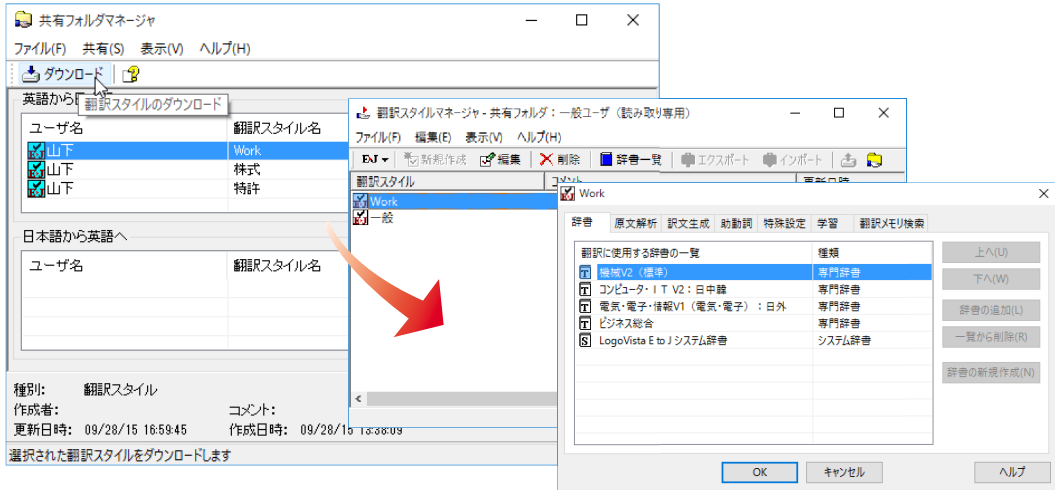 共有フォルダマネージャ
ファイル(F) 共有(S) 表示(V) ヘルプ(H)
ダウンロード
翻訳スタイルのダウンロード
英語から日
ユーザ名 翻訳スタイル名
山下 Work
山下 株式
山下 特許
日本語から英語へ
ユーザ名 翻訳スタイル名
種別: 翻訳スタイル
作成者: コメント:
更新日時: 09/28/15 16:59:45 作成日時: 09/28/15 13:38:09
選択された翻訳スタイルをダウンロードします
翻訳スタイルマネージャ - 共有フォルダ:一般ユーザ (読み取り専用)
ファイル(F) 編集(E) 表示(V) ヘルプ(H)
EtoJ 新規作成 編集 削除 辞書一覧 エクスポート インポート
翻訳スタイル コメント 更新日時
Work
一般
Work
辞書 原文解析 訳文生成 助動詞 特殊設定 学習 翻訳メモリ検索
翻訳に使用する辞書の一覧 種類
機械V2 (標準) 専門辞書
コンピュータ・IT V2:日中韓 専門辞書
電気・電子・情報V1 (電気・電子) :日外 専門辞書
ビジネス総合 専門辞書
LogoVista E to J システム辞書 システム辞書
上へ(U)
下へ(W)
辞書の追加(L)
一覧から削除(R)
辞書の新規作成(N)
OK キャンセル ヘルプ